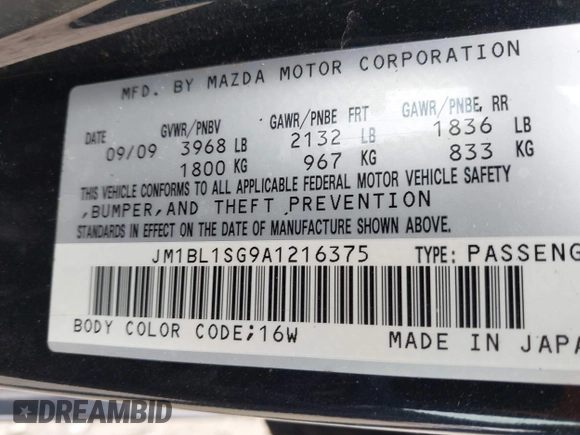 MFD. BY MAZDA MOTOR CORPORATION
DATE GVWR/PNBV GAWR/PNBE FRT GAWR/PNBE, RR
09/09 3968 LB 2132 LB 1836 LB
1800 KG 967 KG 833 KG
THIS VEHICLE CONFORMS TO ALL APPLICABLE FEDERAL MOTOR VEHICLE SAFETY
,BUMPER,AND THEFT PREVENTION
STANDARDS IN EFFECT ON THE DATE OF MANUFACTURE SHOWN ABOVE.
JM1BL1SG9A1216375 TYPE: PASSENG
BODY COLOR CODE;16W MADE IN JAPA
DREAMBID